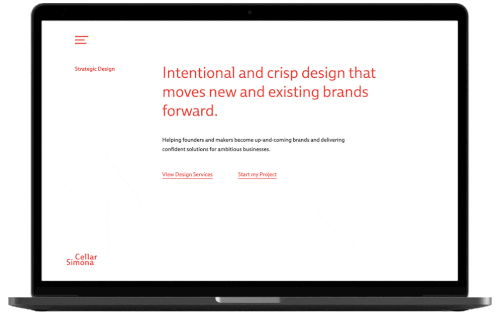 Strategic Design
Intentional and crisp design that
moves new and existing brands
forward.
Helping founders and makers become up-and-coming brands and delivering
confident solutions for ambitious businesses.
View Design Services
Start my Project
Cellar
Simona